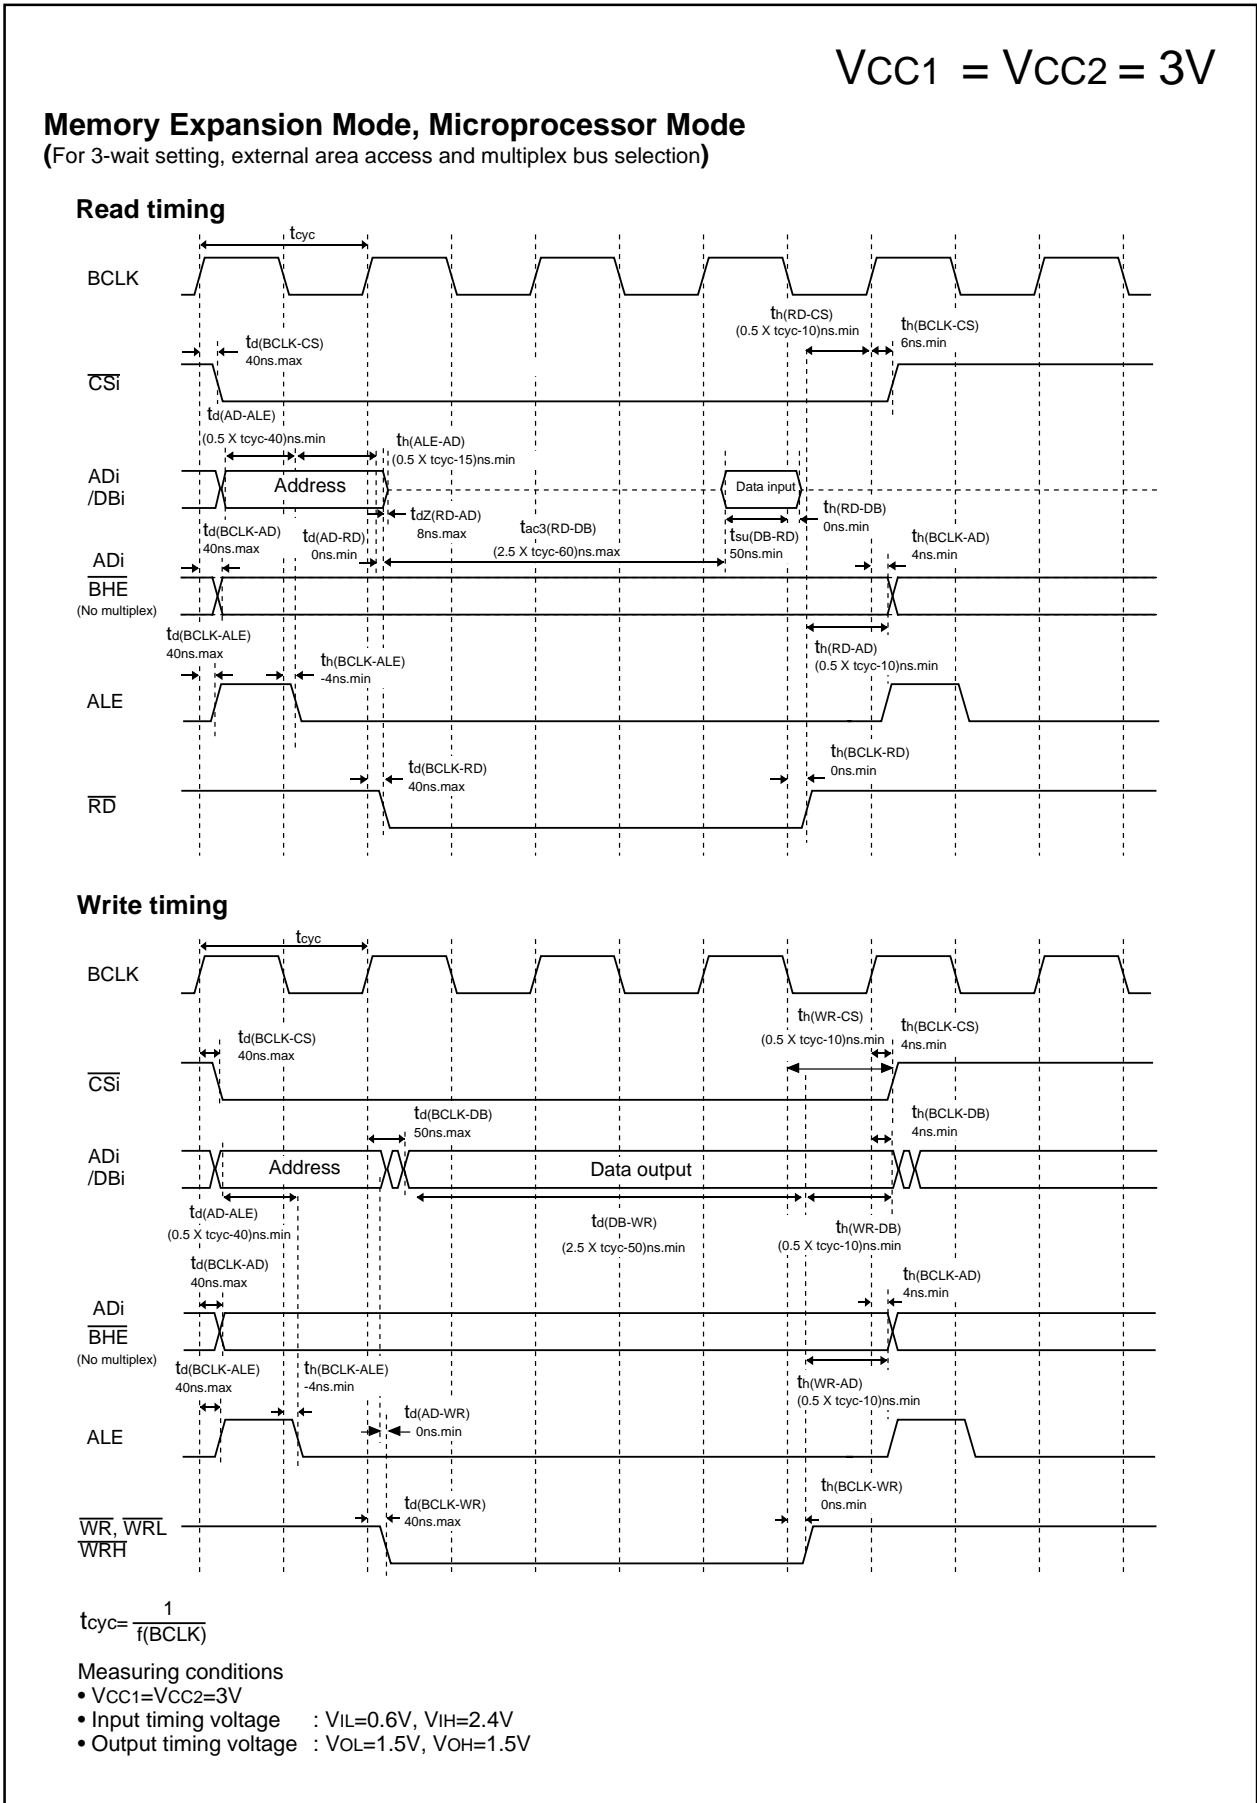 VCC1 = VCC2 = 3V
Memory Expansion Mode, Microprocessor Mode
(For 3-wait setting, external area access and multiplex bus selection)
Read timing
tcyc
BCLK
th(RD-CS)
(0.5 X tcyc-10)ns.min
th(BCLK-CS)
6ns.min
td(BCLK-CS)
40ns.max
CSi
td(AD-ALE)
(0.5 X tcyc-40)ns.min
th(ALE-AD)
(0.5 X tcyc-15)ns.min
ADi
/DBi
Address
Data input
tdZ(RD-AD)
8ns.max
th(RD-DB)
0ns.min
td(BCLK-AD)
40ns.max
td(AD-RD)
0ns.min
tac3(RD-DB)
(2.5 X tcyc-60)ns.max
tsu(DB-RD)
50ns.min
th(BCLK-AD)
4ns.min
ADi
BHE
(No multiplex)
td(BCLK-ALE)
40ns.max
th(BCLK-ALE)
-4ns.min
th(RD-AD)
(0.5 X tcyc-10)ns.min
ALE
td(BCLK-RD)
40ns.max
th(BCLK-RD)
0ns.min
RD
Write timing
tcyc
BCLK
th(WR-CS)
(0.5 X tcyc-10)ns.min
th(BCLK-CS)
4ns.min
td(BCLK-CS)
40ns.max
CSi
td(BCLK-DB)
50ns.max
th(BCLK-DB)
4ns.min
ADi
/DBi
Address
Data output
td(AD-ALE)
(0.5 X tcyc-40)ns.min
td(DB-WR)
(2.5 X tcyc-50)ns.min
th(WR-DB)
(0.5 X tcyc-10)ns.min
td(BCLK-AD)
40ns.max
th(BCLK-AD)
4ns.min
ADi
BHE
(No multiplex)
td(BCLK-ALE)
40ns.max
th(BCLK-ALE)
-4ns.min
th(WR-AD)
(0.5 X tcyc-10)ns.min
td(AD-WR)
0ns.min
ALE
td(BCLK-WR)
40ns.max
th(BCLK-WR)
0ns.min
WR, WRL
WRH
tcyc= 1
f(BCLK)
Measuring conditions
• VCC1=VCC2=3V
• Input timing voltage : VIL=0.6V, VIH=2.4V
• Output timing voltage : VOL=1.5V, VOH=1.5V